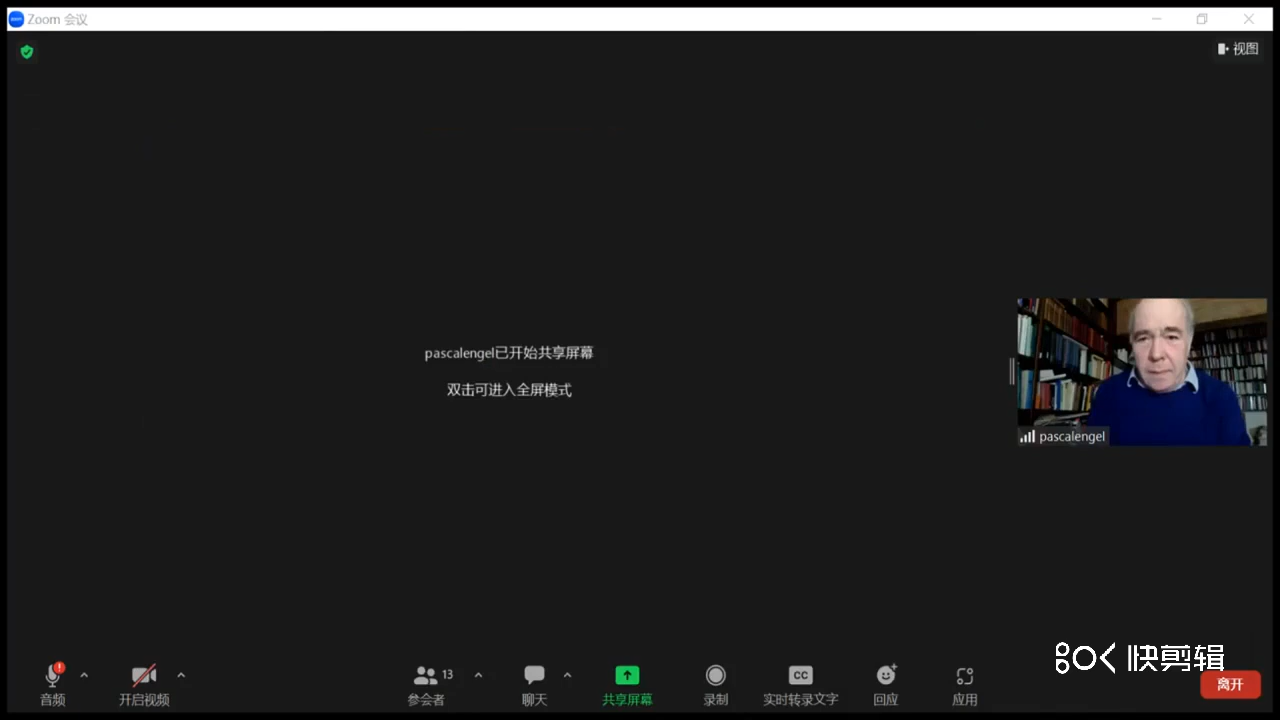 Zoom 会议
视图
pascalengel已开始共享屏幕
双击可进入全屏模式
pascalengel
快剪辑
13
音频
开启视频
参会者
聊天
共享屏幕
录制
CC
实时转录文字
回应
应用
离开